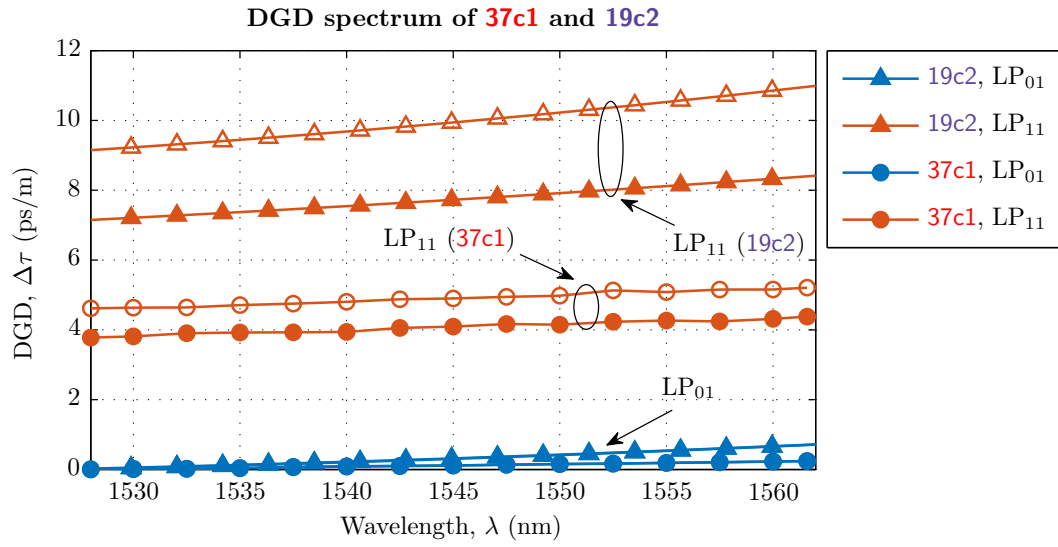 DGD spectrum of 37c1 and 19c2
12
10
8
6
4
2
0
1530
1535
1540
1545
1550
1555
1560
DGD, Δτ (ps/m)
Wavelength, λ (nm)
LP₁₁ (37c1)
LP₁₁ (19c2)
LP₀₁
19c2, LP₀₁
19c2, LP₁₁
37c1, LP₀₁
37c1, LP₁₁